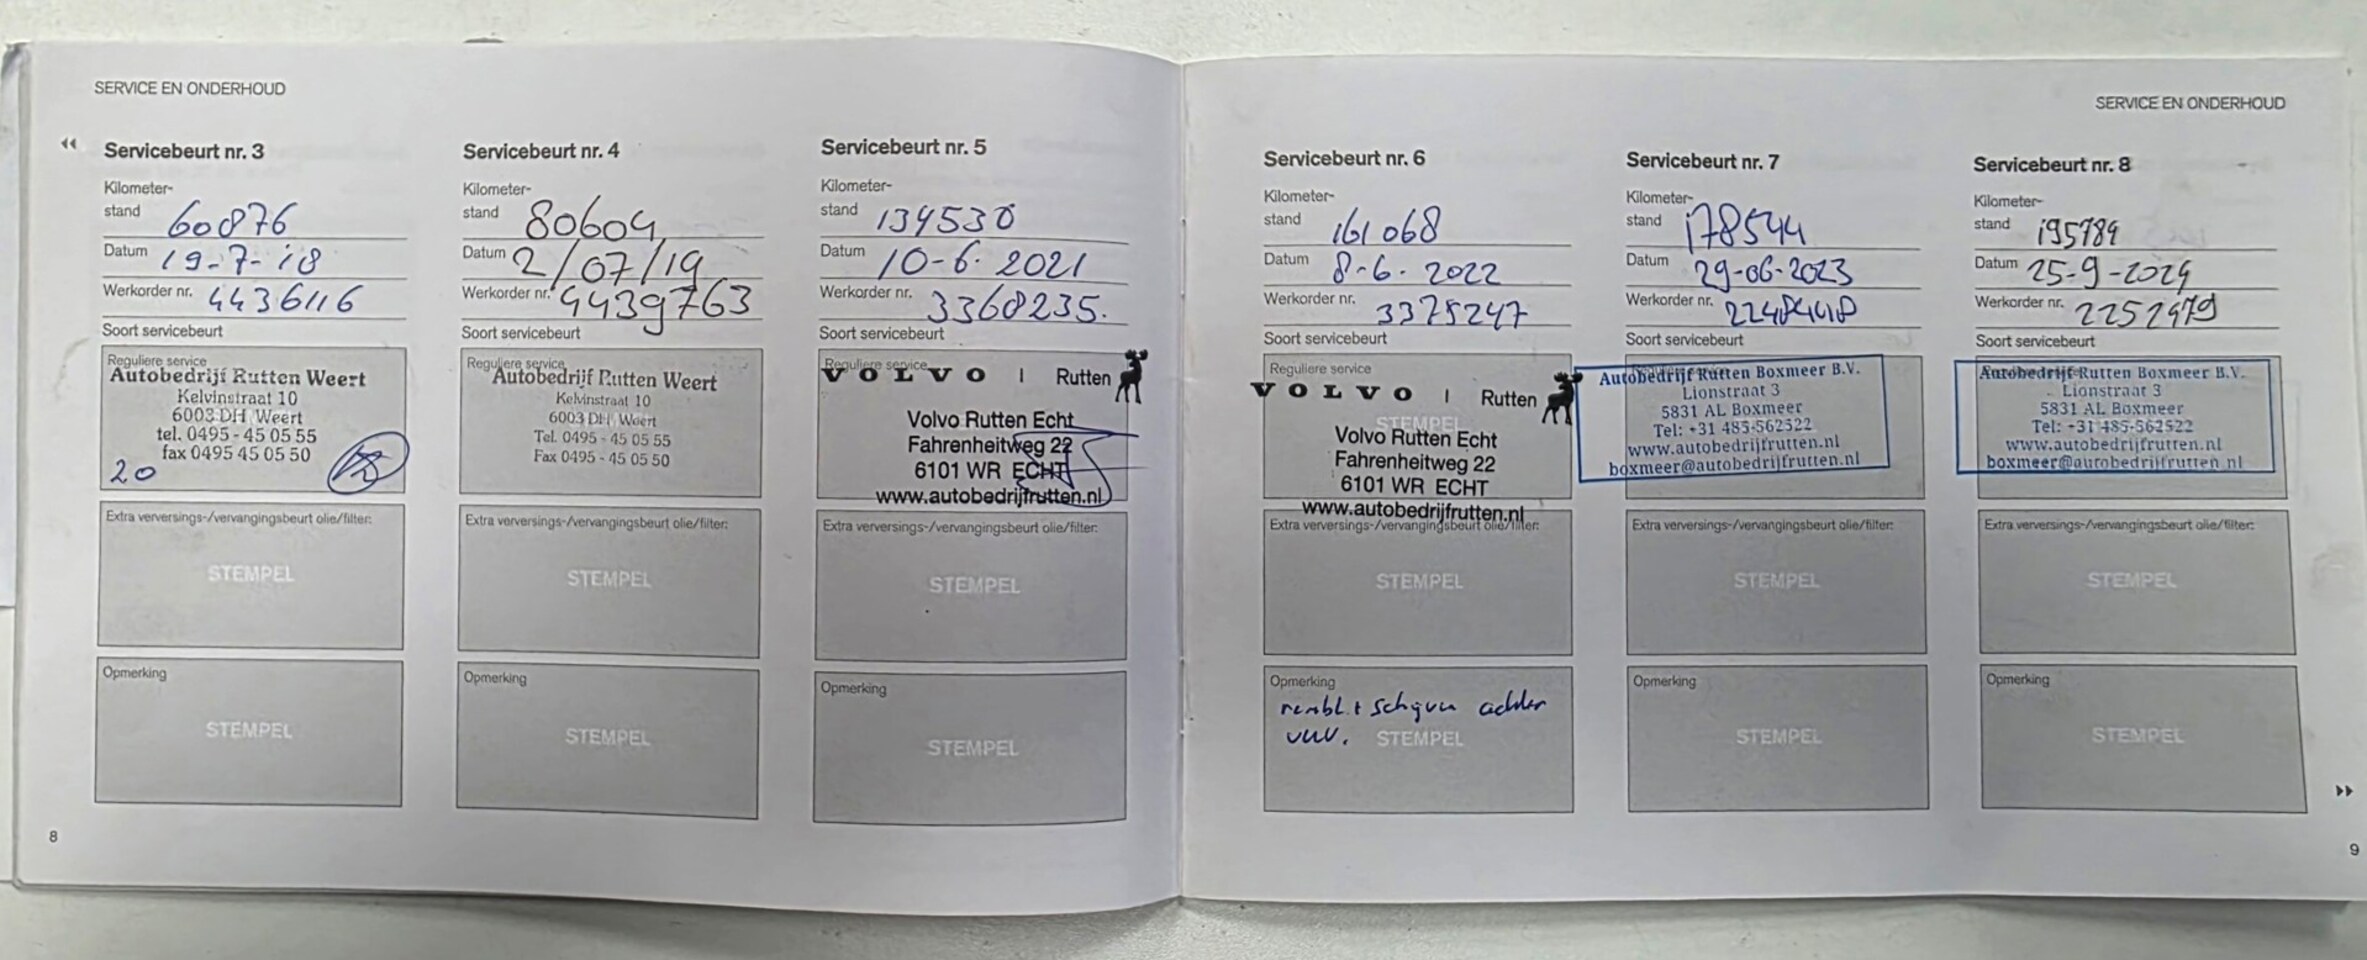 SERVICE EN ONDERHOUD
Servicebeurt nr. 3
Kilometer-
stand 60876
Datum 19-7-'18
Werkorder nr. 4436116
Soort servicebeurt
Reguliere service
Autobedrijf Rutten Weert
Kelvinstraat 10
6003 DH Weert
tel. 0495 - 45 05 55
fax 0495 45 05 50
20
Extra verversings-/vervangingsbeurt olie/filter:
STEMPEL
Opmerking
STEMPEL
8
Servicebeurt nr. 4
Kilometer-
stand 80604
Datum 2/07/19
Werkorder nr. 4439763
Soort servicebeurt
Reguliere service
Autobedrijf Rutten Weert
Kelvinstraat 10
6003 DH Weert
Tel. 0495 - 45 05 55
Fax 0495 - 45 05 50
Extra verversings-/vervangingsbeurt olie/filter:
STEMPEL
Opmerking
STEMPEL
Servicebeurt nr. 5
Kilometer-
stand 134530
Datum 10-6-2021
Werkorder nr. 3368235.
Soort servicebeurt
Reguliere service
VOLVO | Rutten
Volvo Rutten Echt
Fahrenheitweg 22
6101 WR ECHT
www.autobedrijfrutten.nl
Extra verversings-/vervangingsbeurt olie/filter:
STEMPEL
Opmerking
STEMPEL
SERVICE EN ONDERHOUD
Servicebeurt nr. 6
Kilometer-
stand 161068
Datum 8-6-2022
Werkorder nr. 3375247
Soort servicebeurt
Reguliere service
VOLVO | Rutten
STEMPEL
Volvo Rutten Echt
Fahrenheitweg 22
6101 WR ECHT
www.autobedrijfrutten.nl
Extra verversings-/vervangingsbeurt olie/filter:
STEMPEL
Opmerking
rembl. + schijven achter
vvv.
STEMPEL
Servicebeurt nr. 7
Kilometer-
stand 178544
Datum 29-06-2023
Werkorder nr.
Soort servicebeurt
Autobedrijf Rutten Boxmeer B.V.
Lionstraat 3
5831 AL Boxmeer
Tel: +31 485-562522
www.autobedrijfrutten.nl
boxmeer@autobedrijfrutten.nl
Extra verversings-/vervangingsbeurt olie/filter:
STEMPEL
Opmerking
STEMPEL
Servicebeurt nr. 8
Kilometer-
stand 195789
Datum 25-9-2024
Werkorder nr. 2252979
Soort servicebeurt
Autobedrijf Rutten Boxmeer B.V.
Lionstraat 3
5831 AL Boxmeer
Tel: +31 485-562522
www.autobedrijfrutten.nl
boxmeer@autobedrijfrutten.nl
Extra verversings-/vervangingsbeurt olie/filter:
STEMPEL
Opmerking
STEMPEL
9